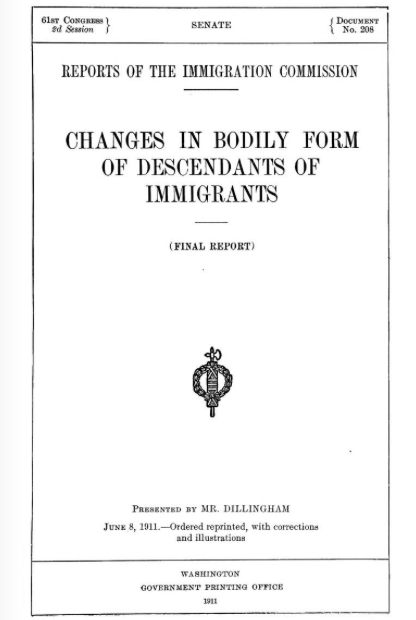 61ST CONGRESS
2d Session
SENATE
DOCUMENT
No. 208
REPORTS OF THE IMMIGRATION COMMISSION
CHANGES IN BODILY FORM
OF DESCENDANTS OF
IMMIGRANTS
(FINAL REPORT)
PRESENTED BY MR. DILLINGHAM
JUNE 8, 1911.—Ordered reprinted, with corrections
and illustrations
WASHINGTON
GOVERNMENT PRINTING OFFICE
1911